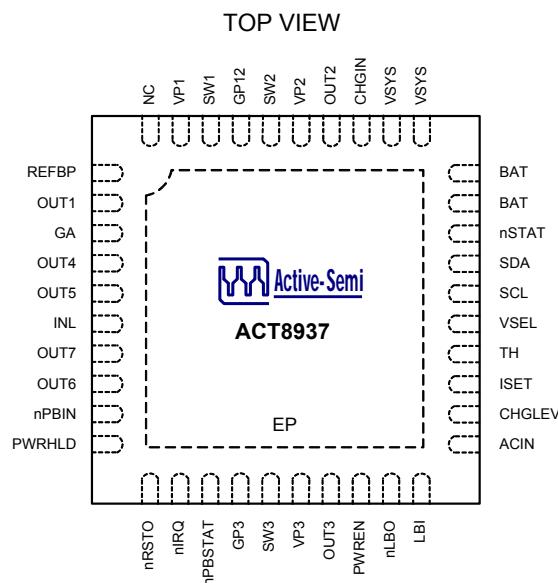 TOP VIEW
NC
VP1
SW1
GP12
SW2
VP2
OUT2
CHGIN
VSYS
VSYS
REFBP
OUT1
GA
OUT4
OUT5
INL
OUT7
OUT6
nPBIN
PWRHLD
BAT
BAT
nSTAT
SDA
SCL
VSEL
TH
ISET
CHGLEV
ACIN
Active-Semi
ACT8937
EP
nRSTO
nIRQ
nPBSTAT
GP3
SW3
VP3
OUT3
PWREN
nLBO
LBI